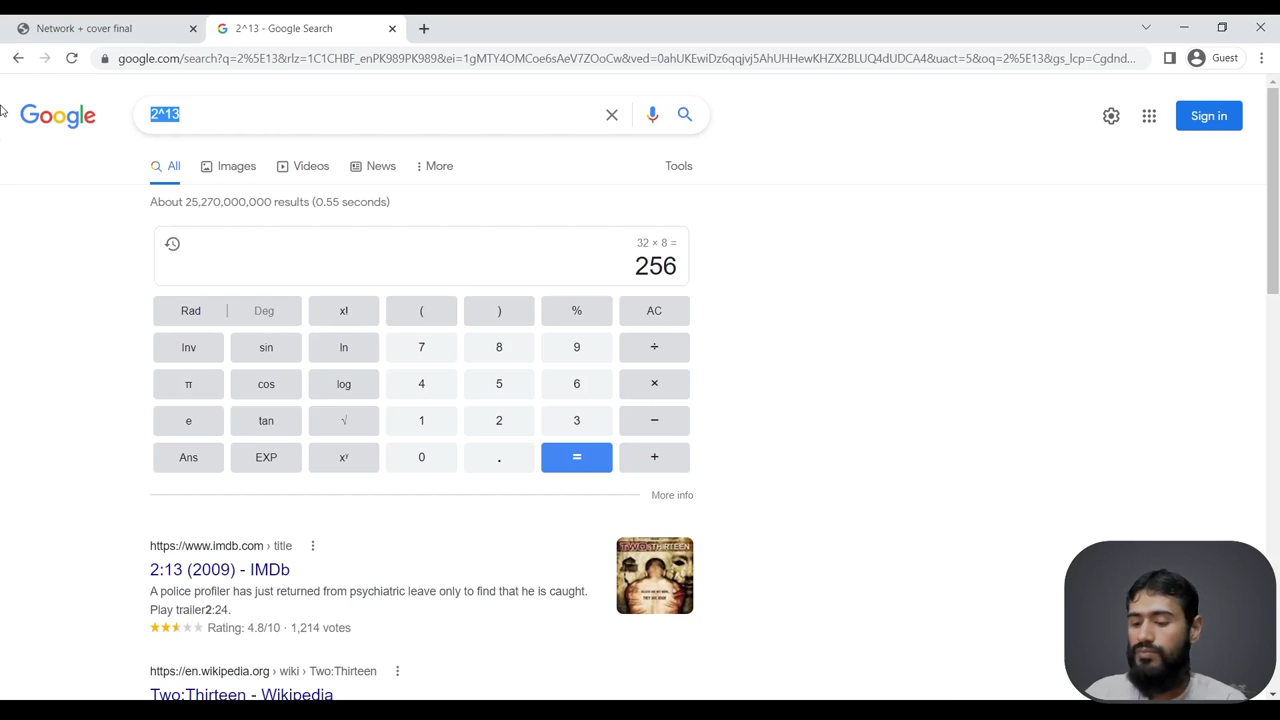 Network + cover final
2^13 - Google Search
google.com/search?q=2%5E13&rlz=1C1CHBF_enPK989PK989&ei=1gMTY4OMCoe6sAeV7ZOoCw&ved=0ahUKEwiDz6qqjvj5AhUHHewKHZX2BLUQ4dUDCA4&uact=5&oq=2%5E13&gs_lcp=Cgdnd...
Guest
Google
2^13
Sign in
All
Images
Videos
News
More
Tools
About 25,270,000,000 results (0.55 seconds)
32 × 8 =
256
Rad Deg x! ( ) % AC
Inv sin ln 7 8 9 ÷
π cos log 4 5 6 ×
e tan √ 1 2 3 −
Ans EXP xʸ 0 . = +
More info
https://www.imdb.com › title
2:13 (2009) - IMDb
A police profiler has just returned from psychiatric leave only to find that he is caught.
Play trailer2:24.
Rating: 4.8/10 · 1,214 votes
TWO: THIRTEEN
https://en.wikipedia.org › wiki › Two:Thirteen
Two:Thirteen - Wikipedia